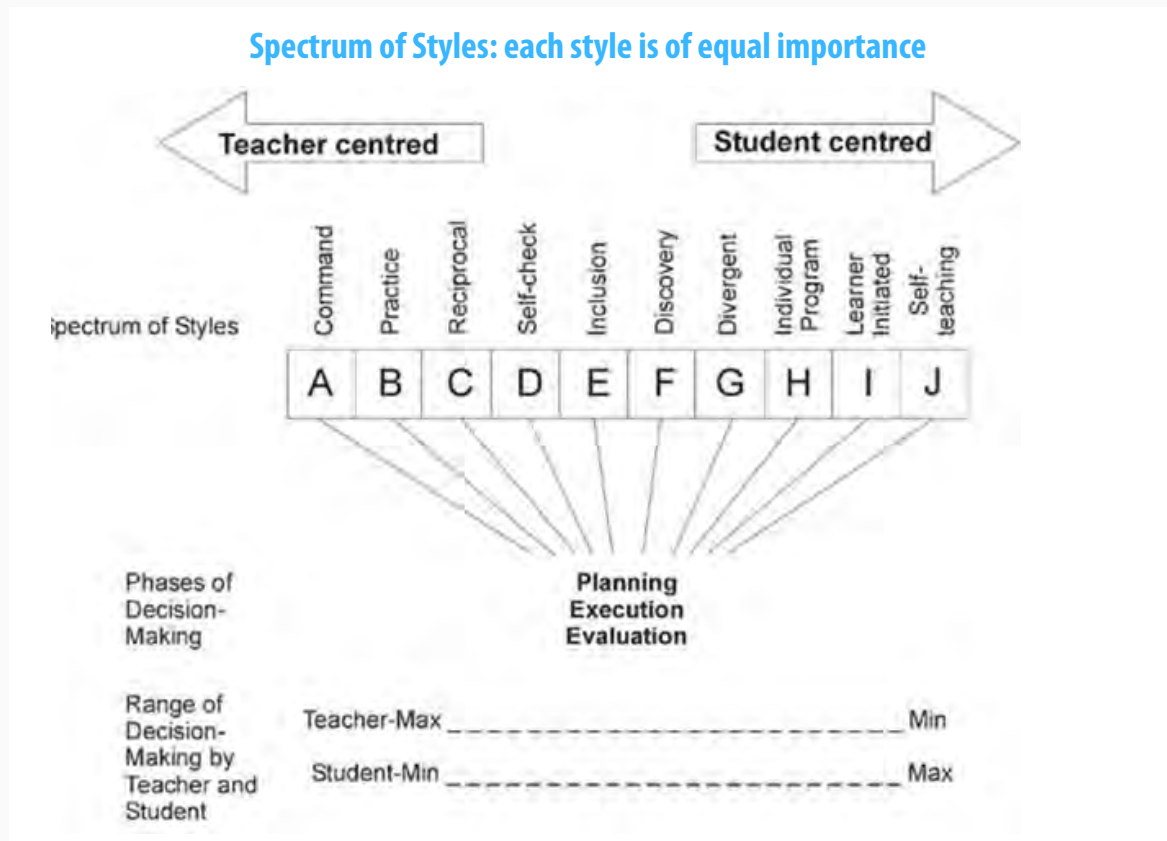 Spectrum of Styles: each style is of equal importance
Teacher centred
Student centred
Command
Practice
Reciprocal
Self-check
Inclusion
Discovery
Divergent
Individual
Program
Learner
Initiated
Self-
teaching
pectrum of Styles
A B C D E F G H I J
Phases of
Decision-
Making
Planning
Execution
Evaluation
Range of
Decision-
Making by
Teacher and
Student
Teacher-Max Min
Student-Min Max